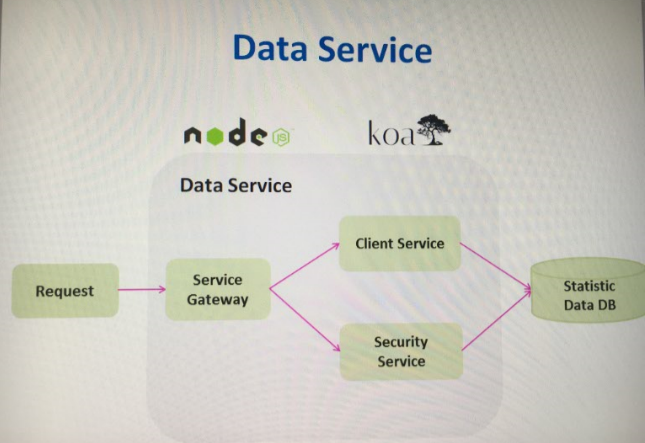 Data Service
node JS
koa
Data Service
Request
Service
Gateway
Client Service
Security
Service
Statistic
Data DB